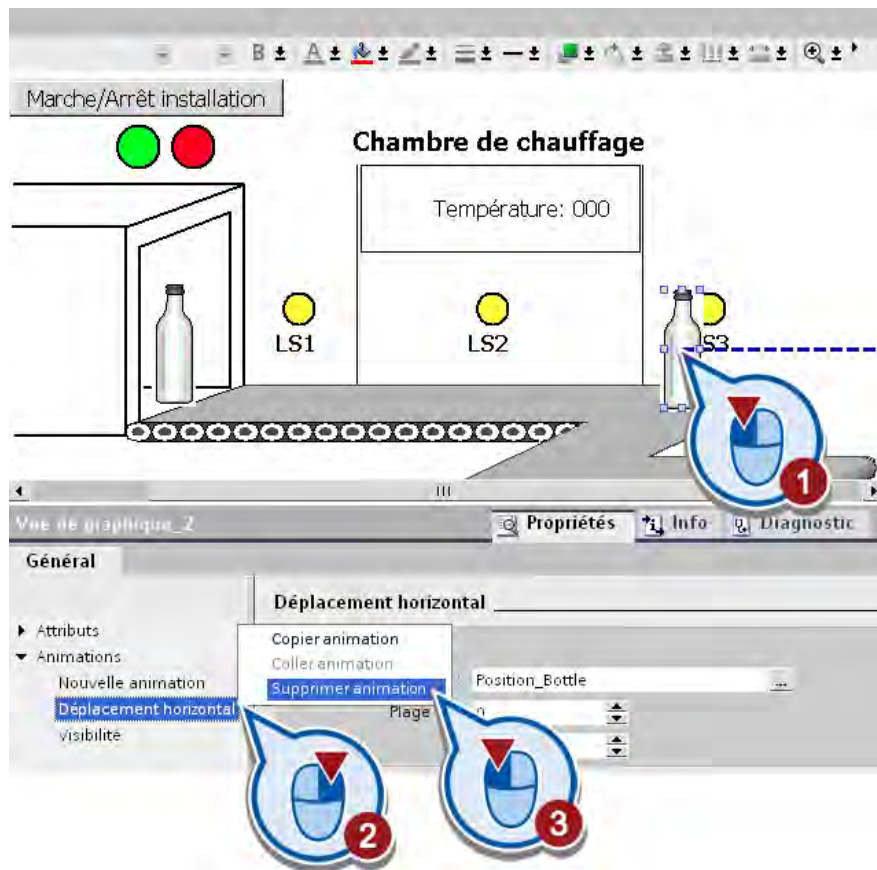 B A
Marche/Arrêt installation
Chambre de chauffage
Température: 000
LS1
LS2
S3
1
Vue de graphique_2
Propriétés
Info
Diagnostic
Général
Déplacement horizontal
Attributs
Animations
Nouvelle animation
Déplacement horizontal
Visibilité
Copier animation
Coller animation
Supprimer animation
Position_Bottle
...
Plage
2
3